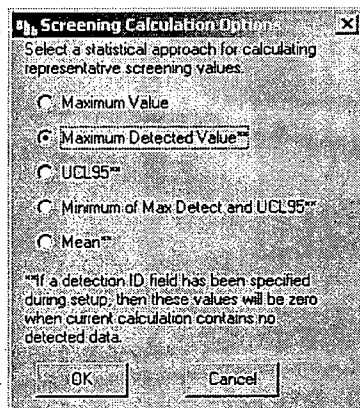 Screening Calculation Options
Select a statistical approach for calculating
representative screening values.
Maximum Value
Maximum Detected Value**
UCL95**
Minimum of Max Detect and UCL95**
Mean**
**If a detection ID field has been specified
during setup, then these values will be zero
when current calculation contains no
detected data.
OK Cancel